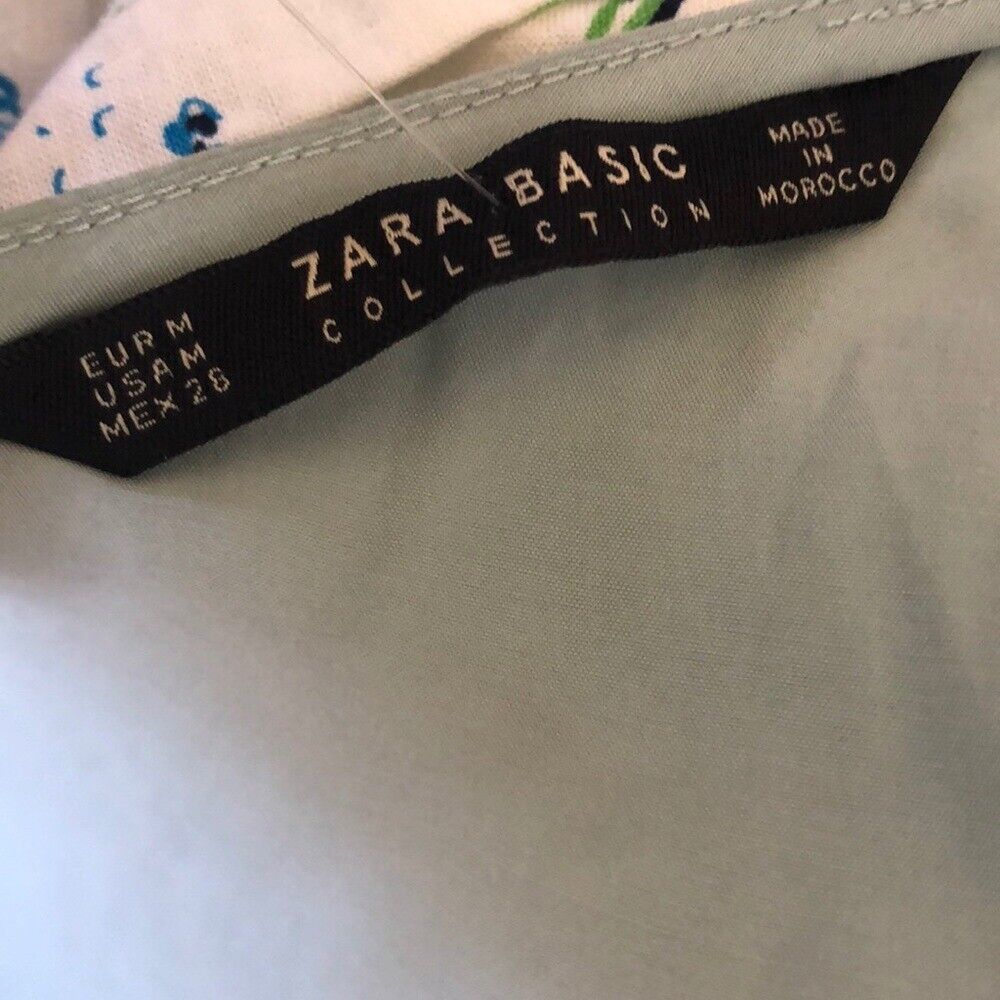 EUR M
USA M
MEX 28
ZARA BASIC
COLLECTION
MADE
IN
MOROCCO